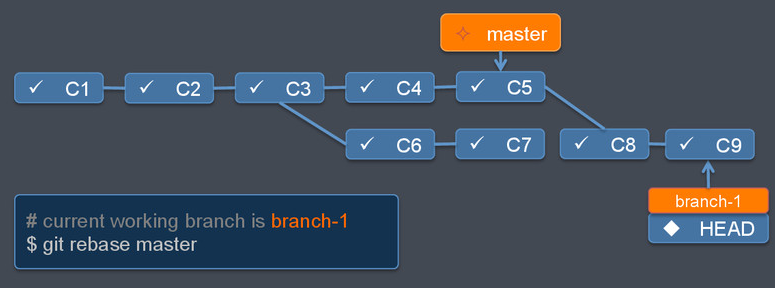 master
C1
C2
C3
C4
C5
C6
C7
C8
C9
branch-1
HEAD
# current working branch is branch-1
$ git rebase master